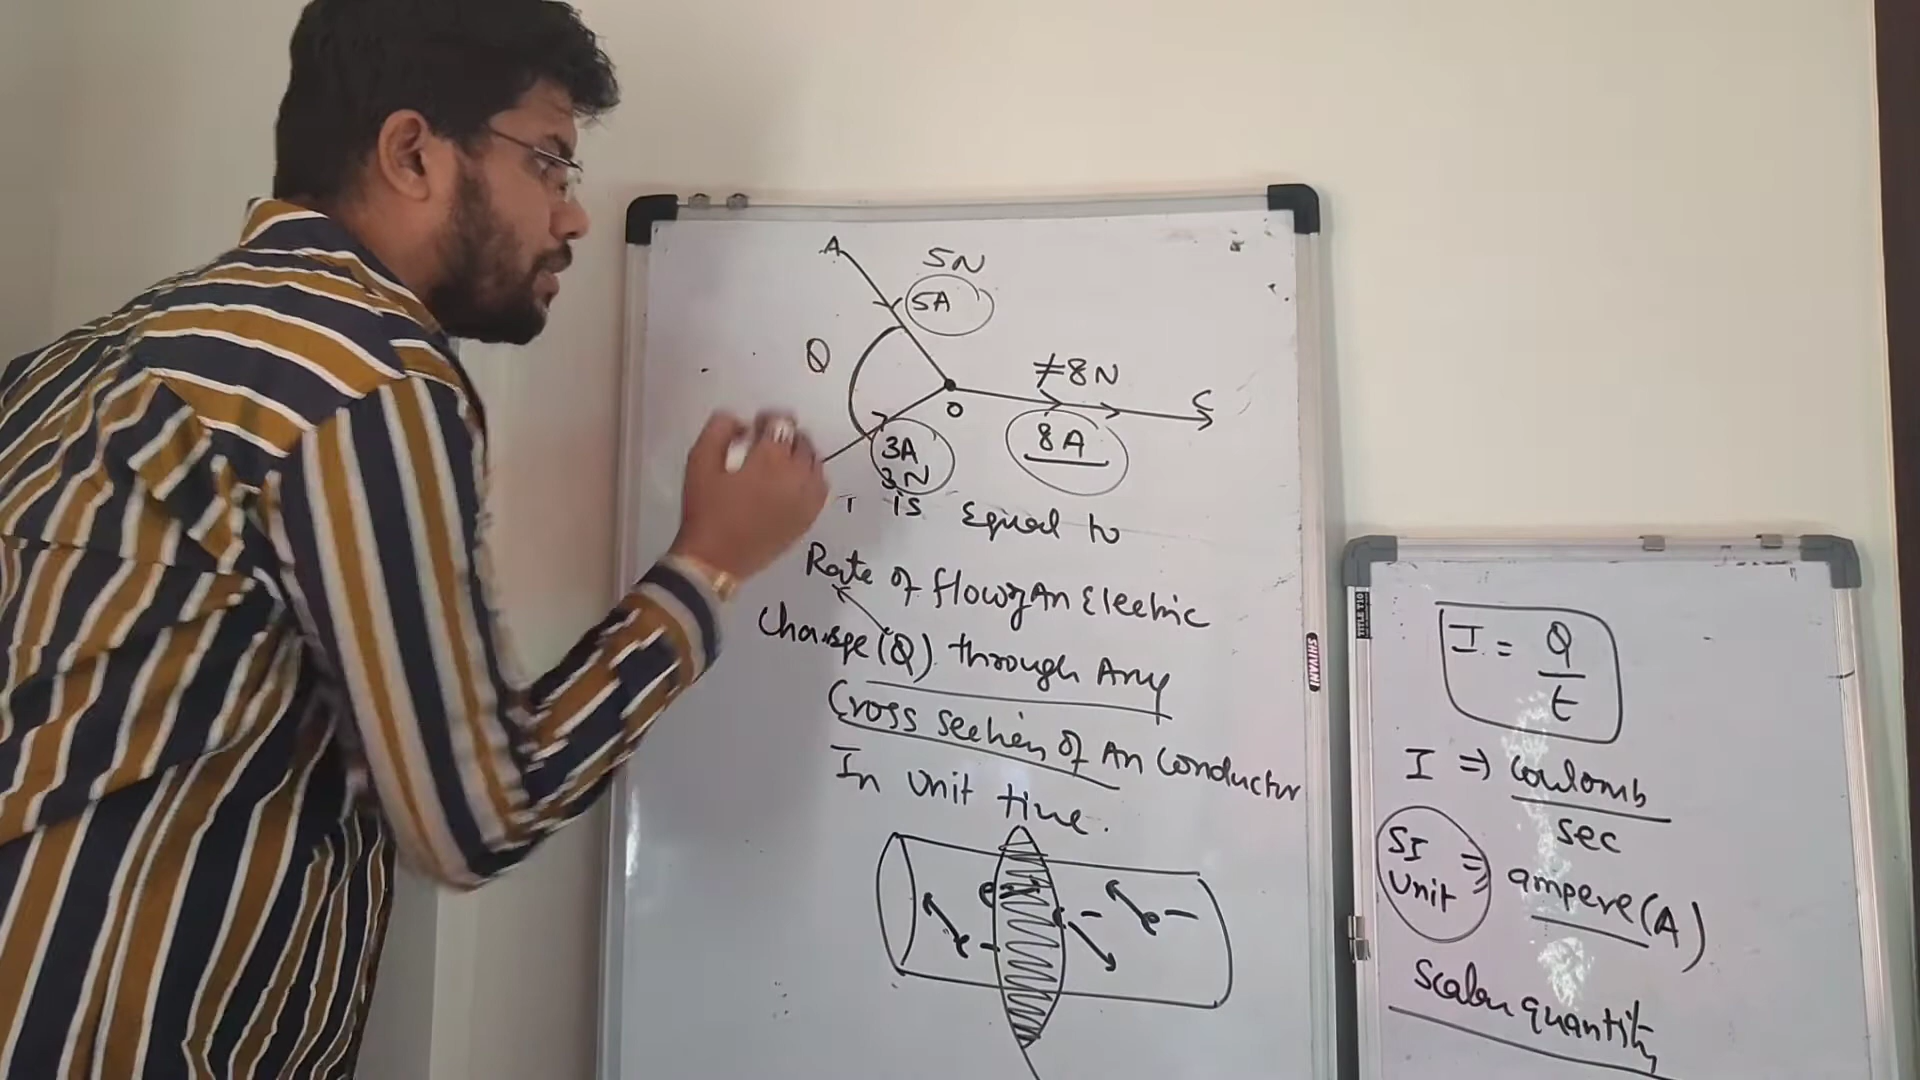 A
5N
5A
Q
≠8N
C
O
8A
3A
3N
I is Equal to
Rate of flow of An Electric
Charge (Q) through Any
Cross Section of An Conductor
In Unit time.
e-
e-
e-
e-
SHIVANI
I = Q/t
I ⇒ Coulomb/sec
SI Unit ⇒ ampere (A)
Scalar quantity